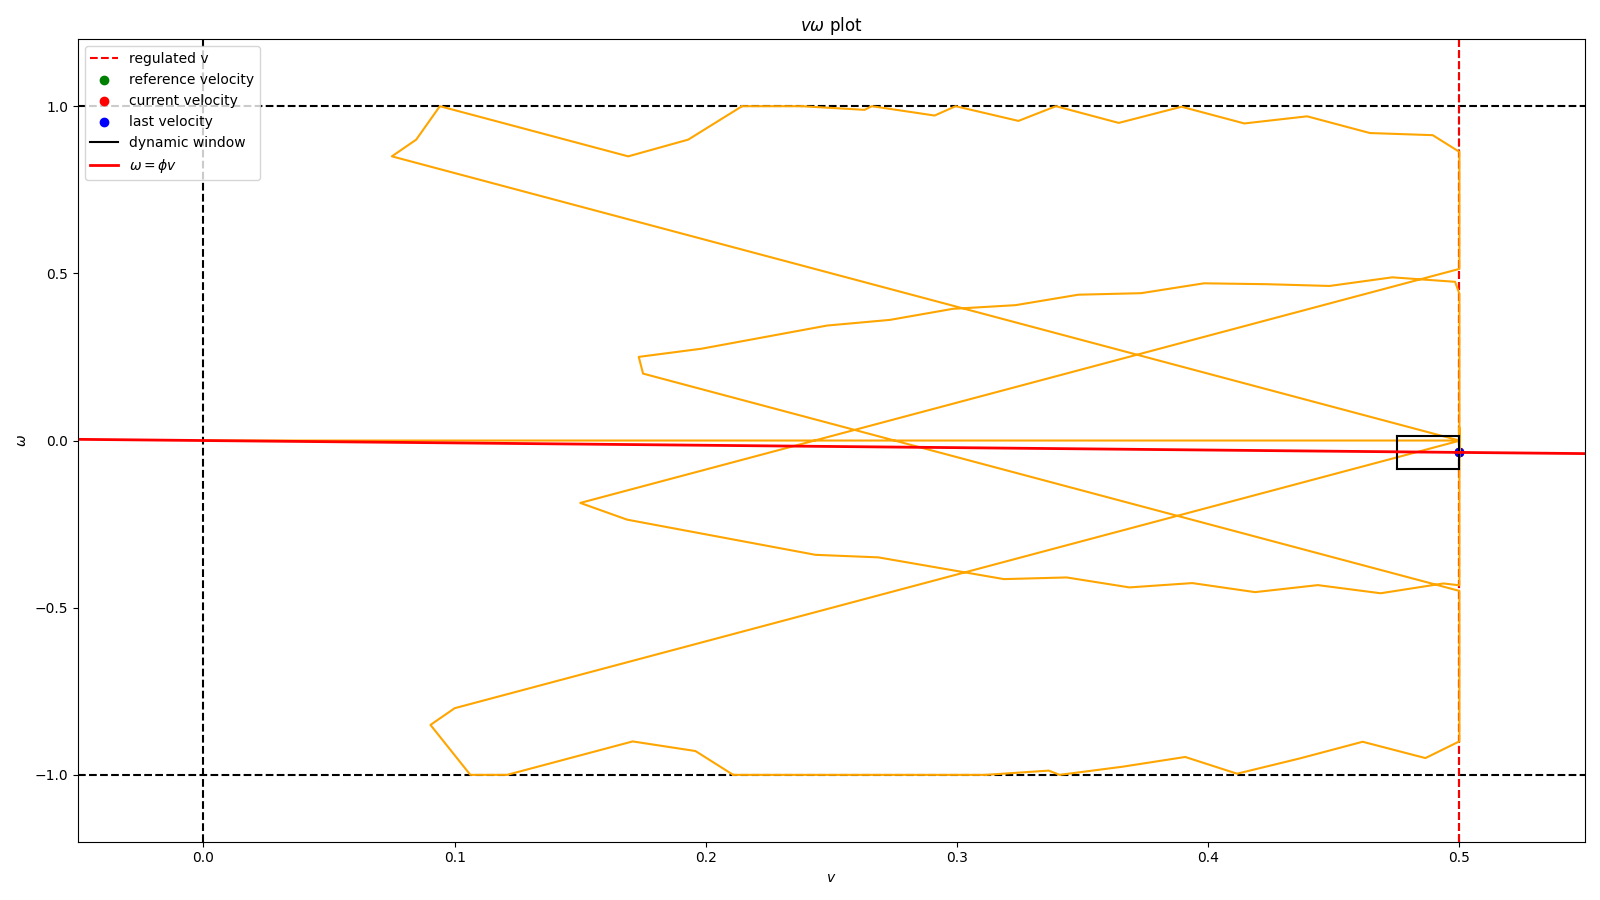 vω plot
regulated v
reference velocity
current velocity
last velocity
dynamic window
ω = ϕv
1.0
0.5
0.0
−0.5
−1.0
ω
0.0 0.1 0.2 0.3 0.4 0.5
v